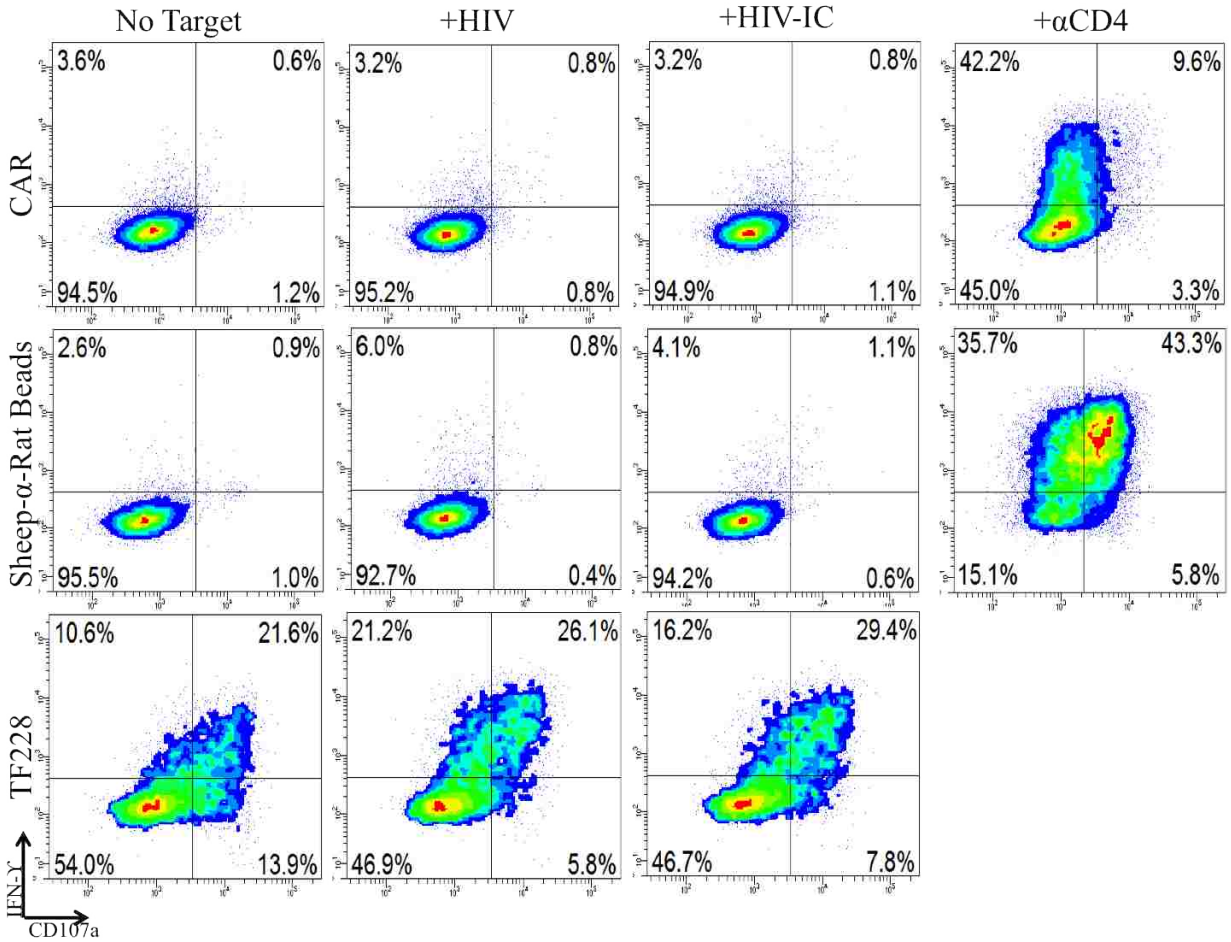 No Target +HIV +HIV-IC +αCD4
CAR
3.6% 0.6% 3.2% 0.8% 3.2% 0.8% 42.2% 9.6%
94.5% 1.2% 95.2% 0.8% 94.9% 1.1% 45.0% 3.3%
Sheep-α-Rat Beads
2.6% 0.9% 6.0% 0.8% 4.1% 1.1% 35.7% 43.3%
95.5% 1.0% 92.7% 0.4% 94.2% 0.6% 15.1% 5.8%
TF228
10.6% 21.6% 21.2% 26.1% 16.2% 29.4%
54.0% 13.9% 46.9% 5.8% 46.7% 7.8%
IFN-ϒ
CD107a